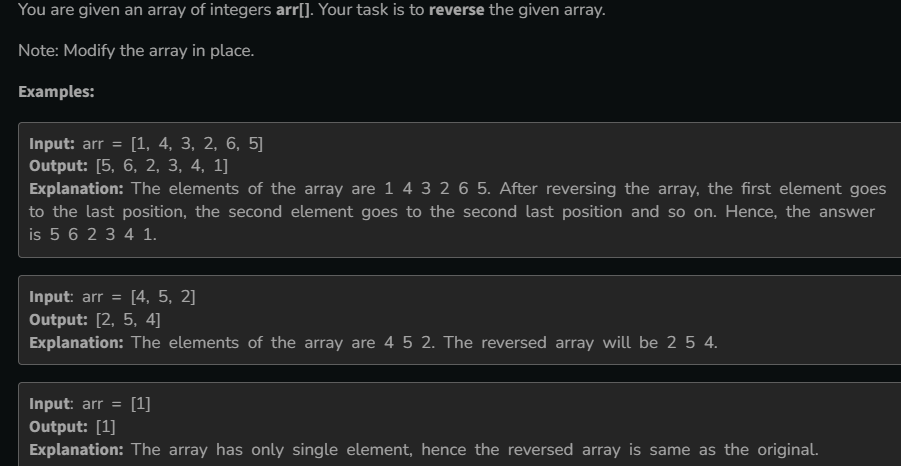 You are given an array of integers arr[]. Your task is to reverse the given array.
Note: Modify the array in place.
Examples:
Input: arr = [1, 4, 3, 2, 6, 5]
Output: [5, 6, 2, 3, 4, 1]
Explanation: The elements of the array are 1 4 3 2 6 5. After reversing the array, the first element goes
to the last position, the second element goes to the second last position and so on. Hence, the answer
is 5 6 2 3 4 1.
Input: arr = [4, 5, 2]
Output: [2, 5, 4]
Explanation: The elements of the array are 4 5 2. The reversed array will be 2 5 4.
Input: arr = [1]
Output: [1]
Explanation: The array has only single element, hence the reversed array is same as the original.